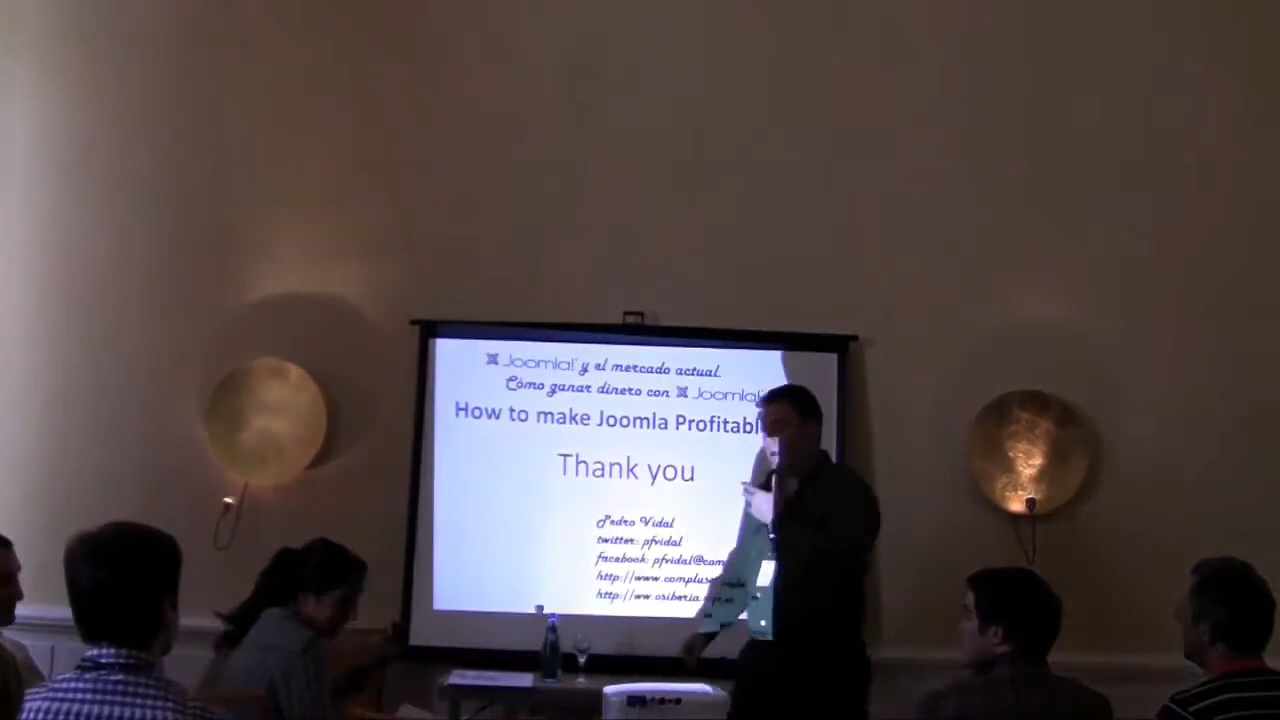 Joomla! y el mercado actual.
Cómo ganar dinero con Joomla!
How to make Joomla
Thank you
Pedro Vidal
twitter: pfvidal
facebook: